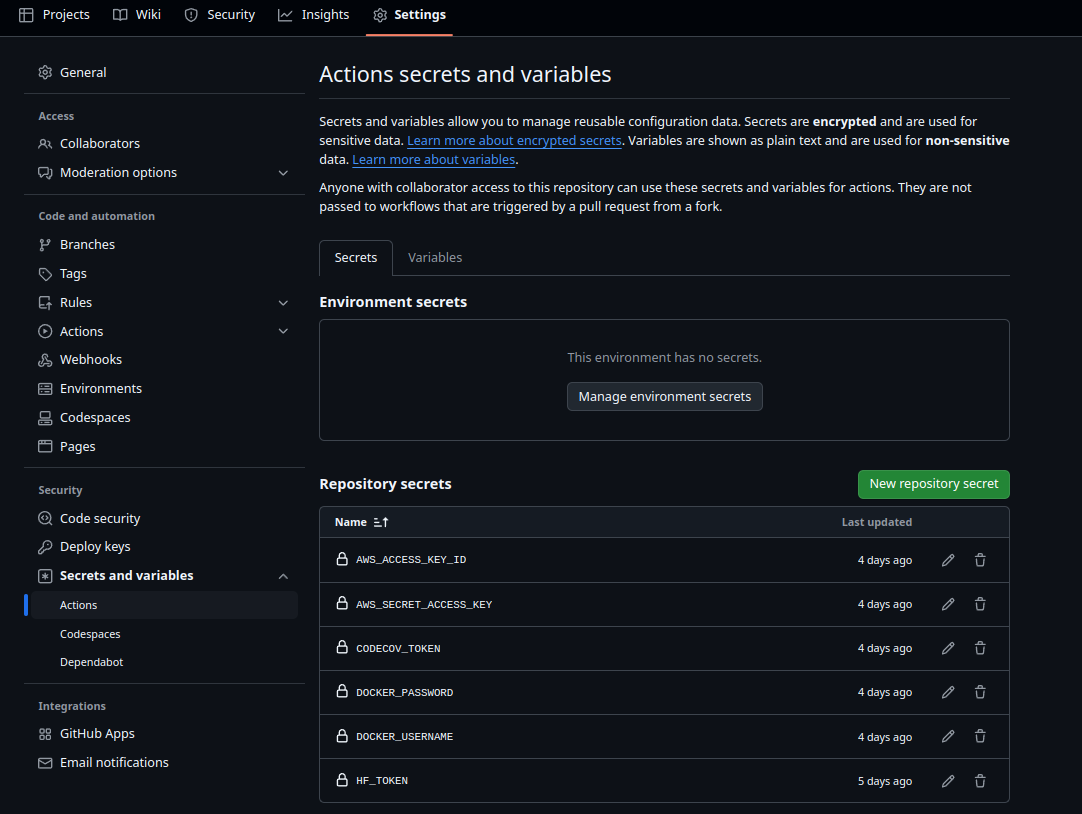 Projects Wiki Security Insights Settings
General
Access
Collaborators
Moderation options
Code and automation
Branches
Tags
Rules
Actions
Webhooks
Environments
Codespaces
Pages
Security
Code security
Deploy keys
Secrets and variables
Actions
Codespaces
Dependabot
Integrations
GitHub Apps
Email notifications
Actions secrets and variables
Secrets and variables allow you to manage reusable configuration data. Secrets are encrypted and are used for
sensitive data. Learn more about encrypted secrets. Variables are shown as plain text and are used for non-sensitive
data. Learn more about variables.
Anyone with collaborator access to this repository can use these secrets and variables for actions. They are not
passed to workflows that are triggered by a pull request from a fork.
Secrets Variables
Environment secrets
This environment has no secrets.
Manage environment secrets
Repository secrets New repository secret
Name Last updated
AWS_ACCESS_KEY_ID 4 days ago
AWS_SECRET_ACCESS_KEY 4 days ago
CODECOV_TOKEN 4 days ago
DOCKER_PASSWORD 4 days ago
DOCKER_USERNAME 4 days ago
HF_TOKEN 5 days ago